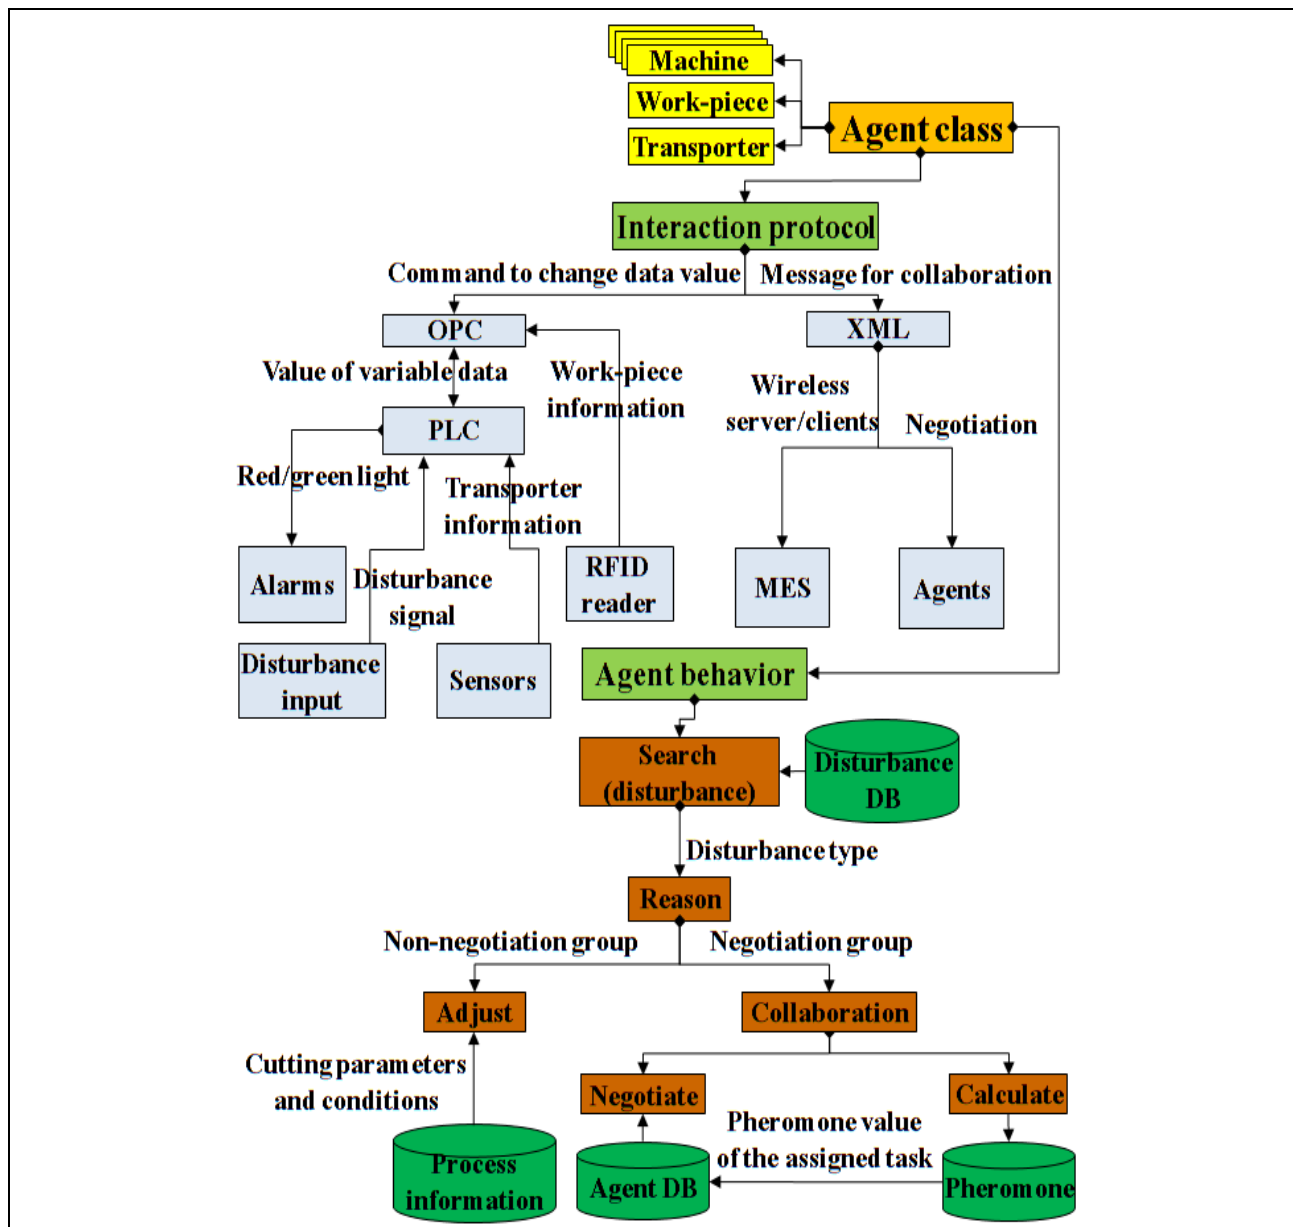 Machine
Work-piece
Agent class
Transporter
Interaction protocol
Command to change data value
Message for collaboration
OPC
XML
Value of variable data
Work-piece
information
Wireless
server/clients
Negotiation
PLC
Red/green light
Transporter
information
Alarms
Disturbance
signal
RFID
reader
MES
Agents
Disturbance
input
Sensors
Agent behavior
Search
(disturbance)
Disturbance
DB
Disturbance type
Reason
Non-negotiation group
Negotiation group
Adjust
Collaboration
Cutting parameters
and conditions
Negotiate
Calculate
Pheromone value
of the assigned task
Process
information
Agent DB
Pheromone